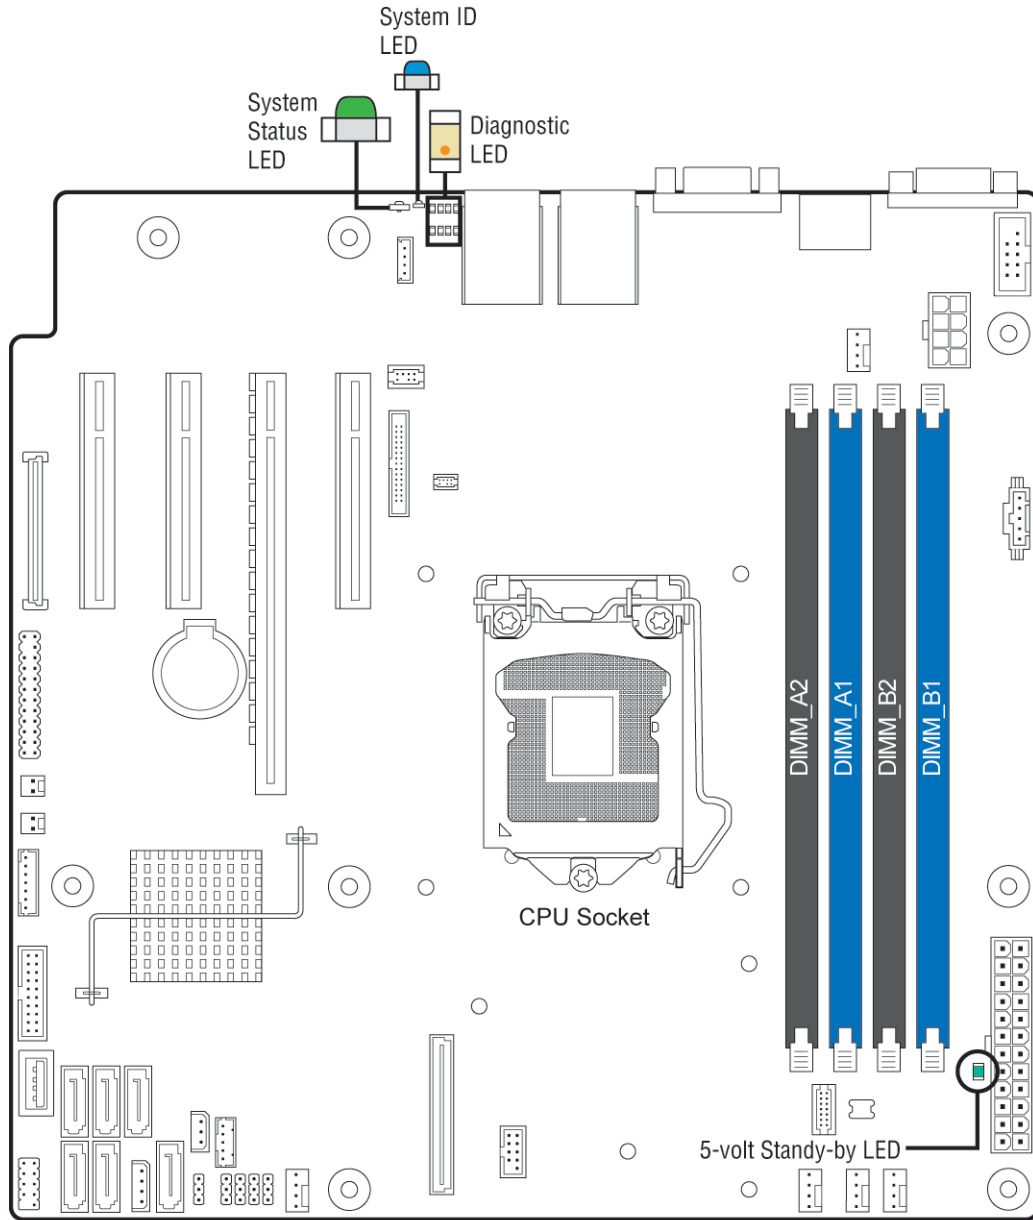 System ID
LED
System
Status
LED
Diagnostic
LED
DIMM_A2
DIMM_A1
DIMM_B2
DIMM_B1
CPU Socket
5-volt Standy-by LED